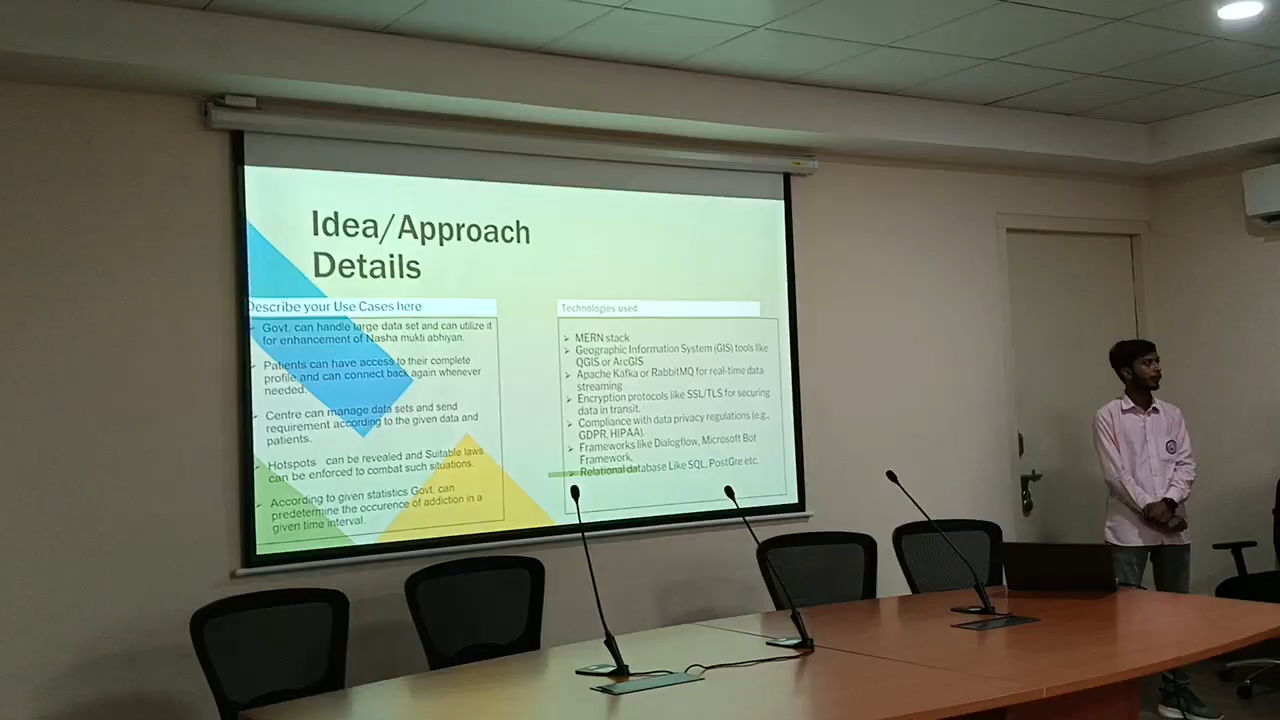 Idea/Approach
Details
Describe your Use Cases here
Govt. can handle large data set and can utilize it
for enhancement of Nasha mukti abhiyan.
Patients can have access to their complete
profile and can connect back again whenever
needed.
Centre can manage data sets and send
requirement according to the given data and
patients.
Hotspots can be revealed and Suitable laws
can be enforced to combat such situations.
According to given statistics Govt. can
predetermine the occurence of addiction in a
given time interval.
Technologies used
MERN stack
Geographic Information System (GIS) tools like
QGIS or ArcGIS
Apache Kafka or RabbitMQ for real-time data
streaming
Encryption protocols like SSL/TLS for securing
data in transit.
Compliance with data privacy regulations (e.g.,
GDPR, HIPAA).
Frameworks like Dialogflow, Microsoft Bot
Framework,
Relational database Like SQL, PostGre etc.